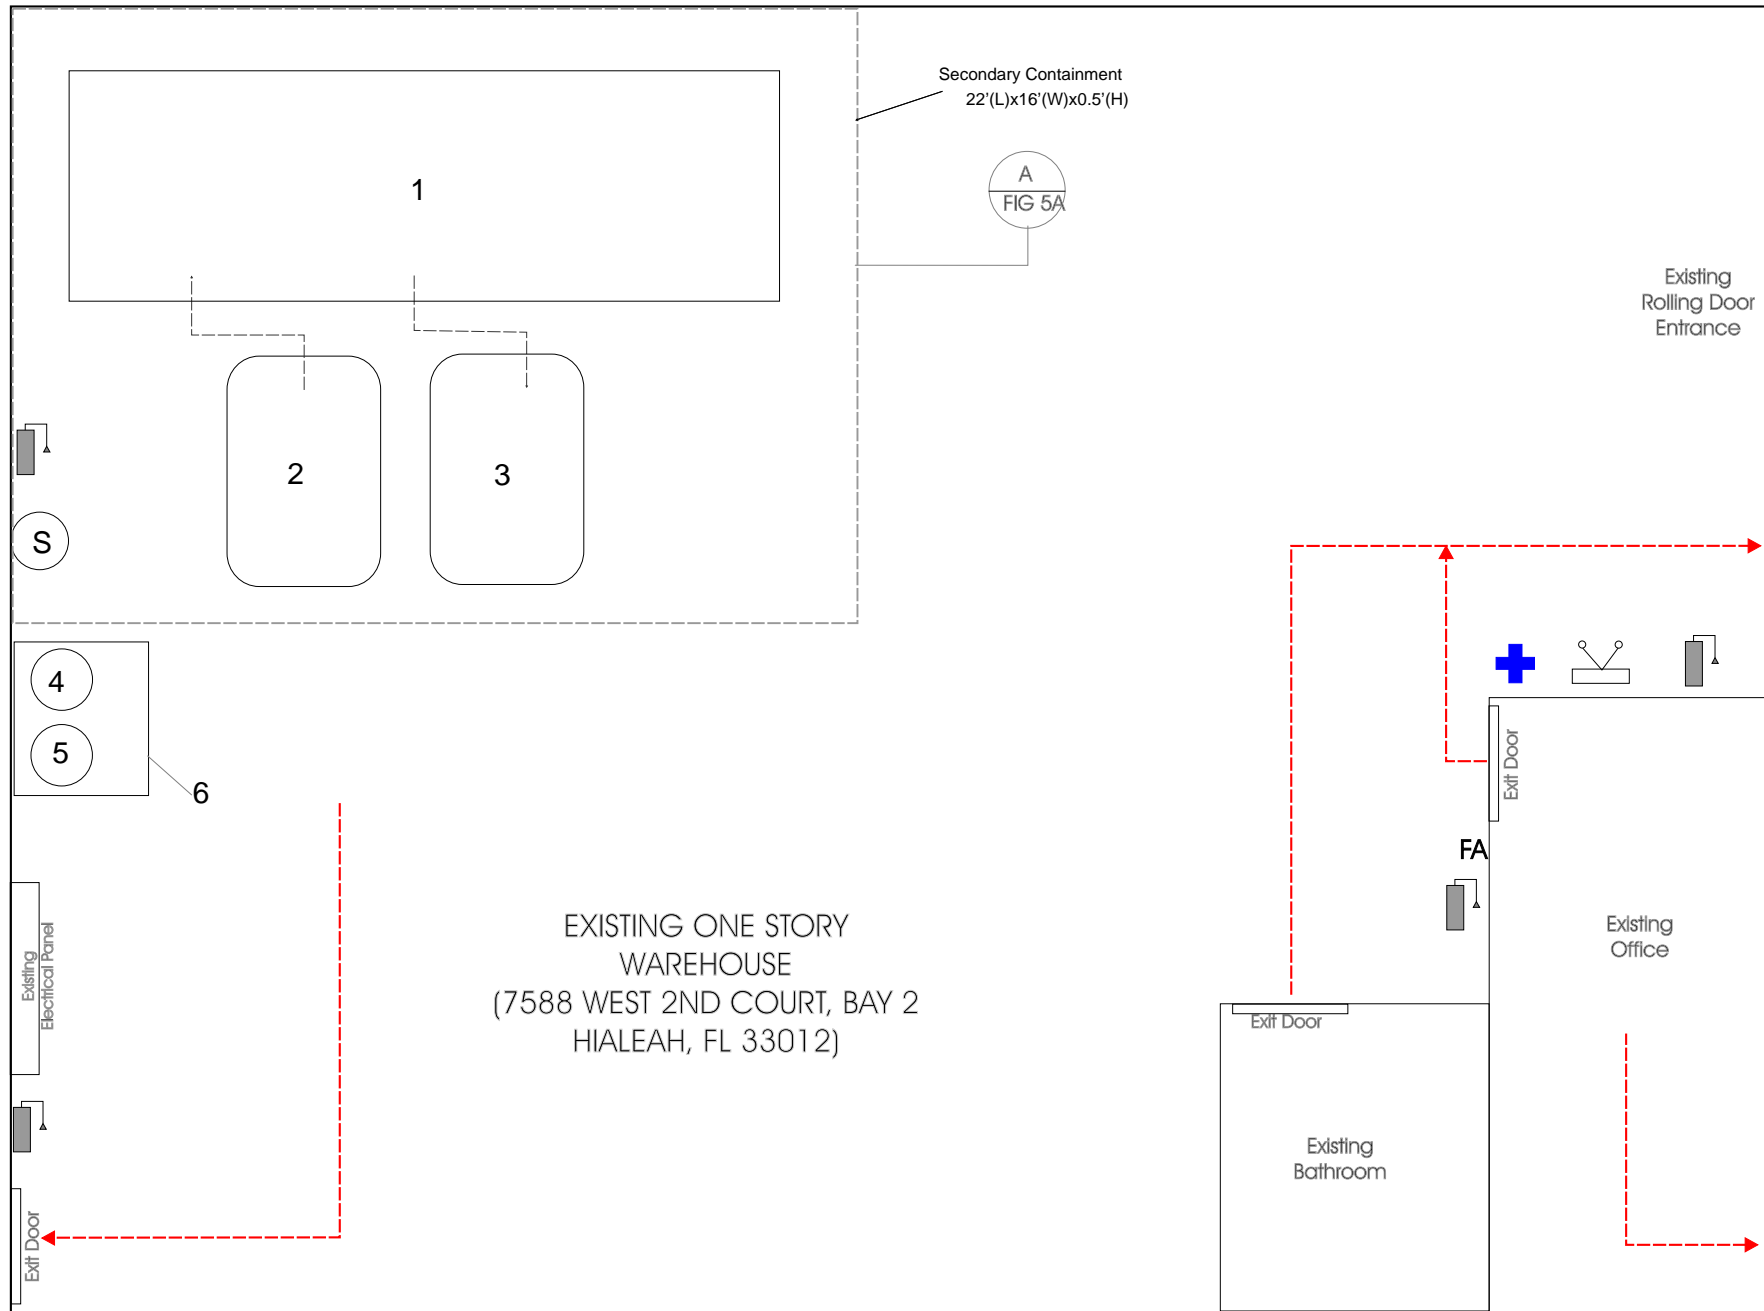 Secondary Containment
22'(L)x16'(W)x0.5'(H)
A
FIG 5A
1
Existing
Rolling Door
Entrance
2
3
S
4
5
6
Exit Door
FA
Existing
Electrical Panel
EXISTING ONE STORY
WAREHOUSE
(7588 WEST 2ND COURT, BAY 2
HIALEAH, FL 33012)
Existing
Office
Exit Door
Existing
Bathroom
Exit Door